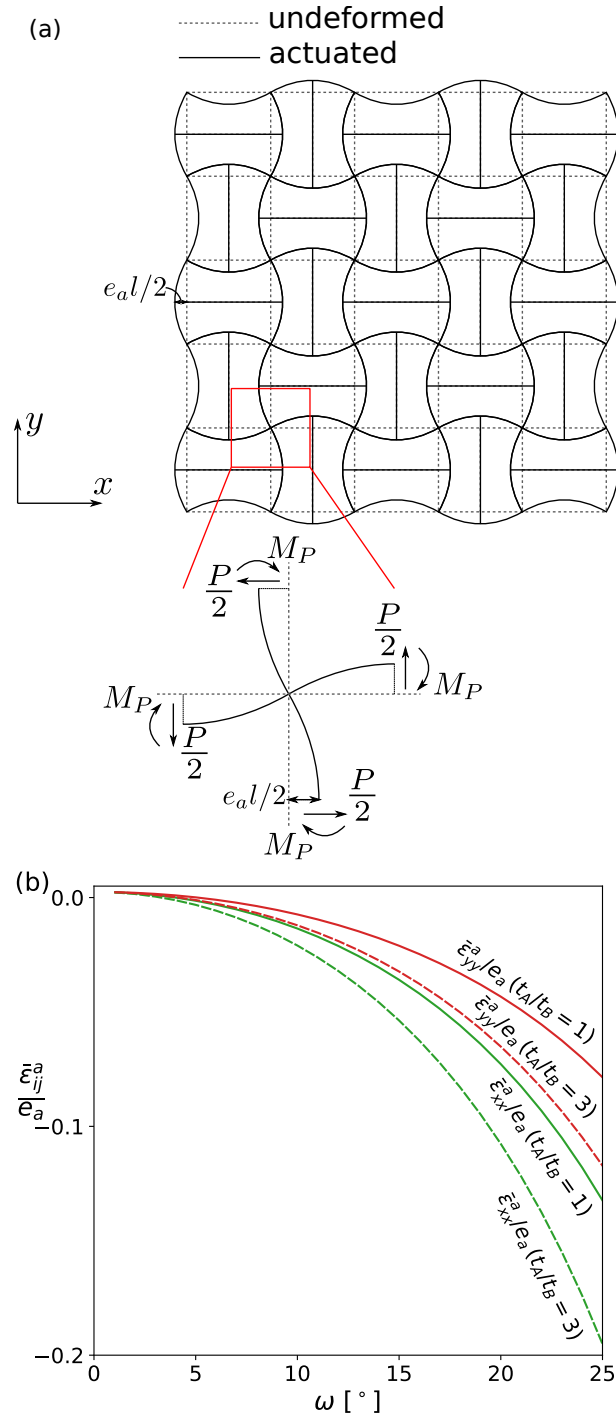 (a)
undeformed
actuated
e_a l/2
y
x
M_P
P/2
P/2
M_P
M_P
P/2
e_a l/2
P/2
M_P
(b)
0.0
ε̄ᵃ_yy/e_a (t_A/t_B = 1)
ε̄ᵃ_yy/e_a (t_A/t_B = 3)
ε̄ᵃ_xx/e_a (t_A/t_B = 1)
ε̄ᵃ_xx/e_a (t_A/t_B = 3)
ε̄ᵃ_ij/e_a
−0.1
−0.2
0 5 10 15 20 25
ω [°]